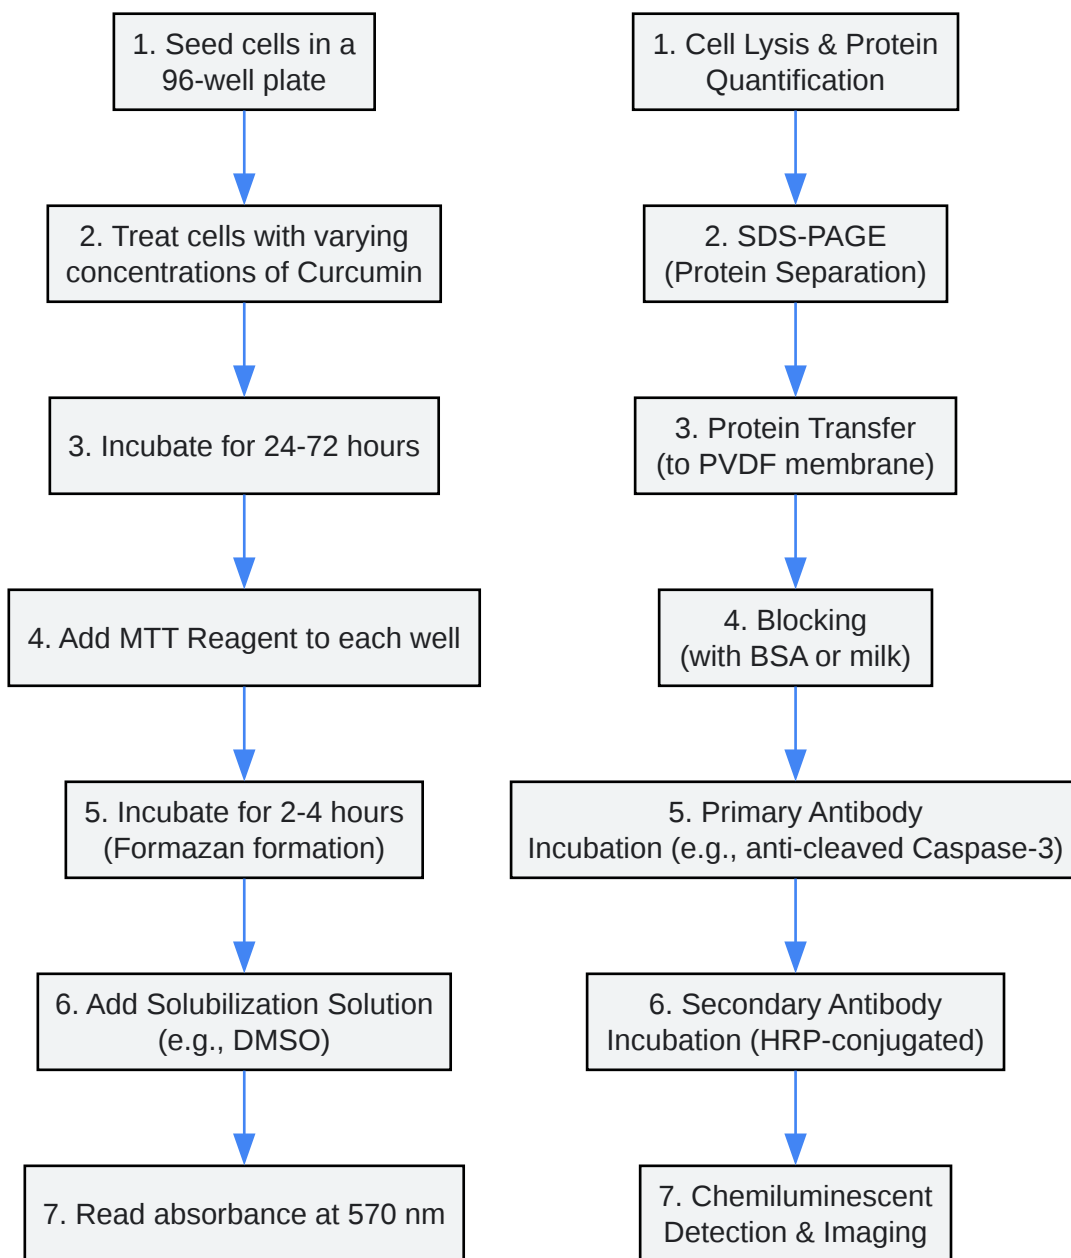 1. Seed cells in a
96-well plate
2. Treat cells with varying
concentrations of Curcumin
3. Incubate for 24-72 hours
4. Add MTT Reagent to each well
5. Incubate for 2-4 hours
(Formazan formation)
6. Add Solubilization Solution
(e.g., DMSO)
7. Read absorbance at 570 nm
1. Cell Lysis & Protein
Quantification
2. SDS-PAGE
(Protein Separation)
3. Protein Transfer
(to PVDF membrane)
4. Blocking
(with BSA or milk)
5. Primary Antibody
Incubation (e.g., anti-cleaved Caspase-3)
6. Secondary Antibody
Incubation (HRP-conjugated)
7. Chemiluminescent
Detection & Imaging